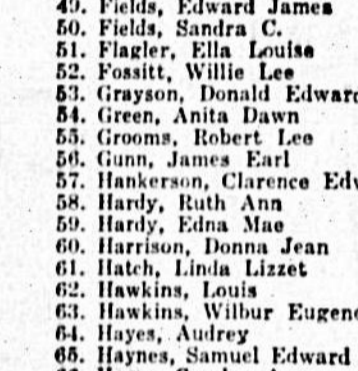 49. Fields, Edward James
50. Fields, Sandra C.
51. Flagler, Ella Louise
52. Fossitt, Willie Lee
53. Grayson, Donald Edward
54. Green, Anita Dawn
55. Grooms, Robert Lee
56. Gunn, James Earl
57. Hankerson, Clarence Edw
58. Hardy, Ruth Ann
59. Hardy, Edna Mae
60. Harrison, Donna Jean
61. Hatch, Linda Lizzet
62. Hawkins, Louis
63. Hawkins, Wilbur Eugene
64. Hayes, Audrey
65. Haynes, Samuel Edward